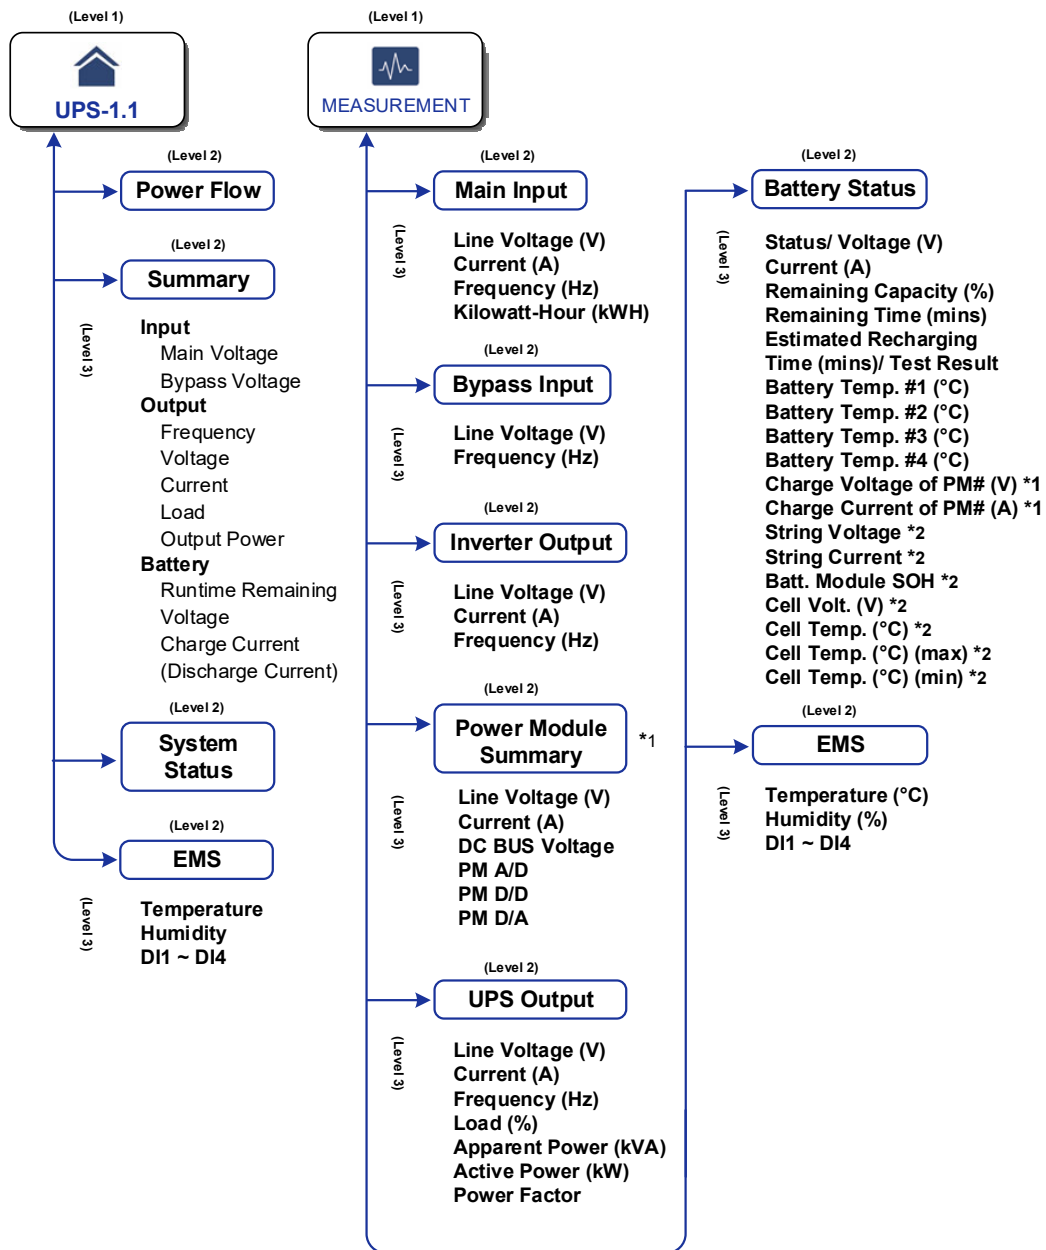 (Level 1)
UPS-1.1
(Level 2)
Power Flow
(Level 2)
Summary
(Level 3)
Input
Main Voltage
Bypass Voltage
Output
Frequency
Voltage
Current
Load
Output Power
Battery
Runtime Remaining
Voltage
Charge Current
(Discharge Current)
(Level 2)
System
Status
(Level 2)
EMS
(Level 3)
Temperature
Humidity
DI1 ~ DI4
(Level 1)
MEASUREMENT
(Level 2)
Main Input
(Level 3)
Line Voltage (V)
Current (A)
Frequency (Hz)
Kilowatt-Hour (kWH)
(Level 2)
Bypass Input
(Level 3)
Line Voltage (V)
Frequency (Hz)
(Level 2)
Inverter Output
(Level 3)
Line Voltage (V)
Current (A)
Frequency (Hz)
(Level 2)
Power Module
Summary
*1
(Level 3)
Line Voltage (V)
Current (A)
DC BUS Voltage
PM A/D
PM D/D
PM D/A
(Level 2)
UPS Output
(Level 3)
Line Voltage (V)
Current (A)
Frequency (Hz)
Load (%)
Apparent Power (kVA)
Active Power (kW)
Power Factor
(Level 2)
Battery Status
(Level 3)
Status/ Voltage (V)
Current (A)
Remaining Capacity (%)
Remaining Time (mins)
Estimated Recharging
Time (mins)/ Test Result
Battery Temp. #1 (°C)
Battery Temp. #2 (°C)
Battery Temp. #3 (°C)
Battery Temp. #4 (°C)
Charge Voltage of PM# (V) *1
Charge Current of PM# (A) *1
String Voltage *2
String Current *2
Batt. Module SOH *2
Cell Volt. (V) *2
Cell Temp. (°C) *2
Cell Temp. (°C) (max) *2
Cell Temp. (°C) (min) *2
(Level 2)
EMS
(Level 3)
Temperature (°C)
Humidity (%)
DI1 ~ DI4